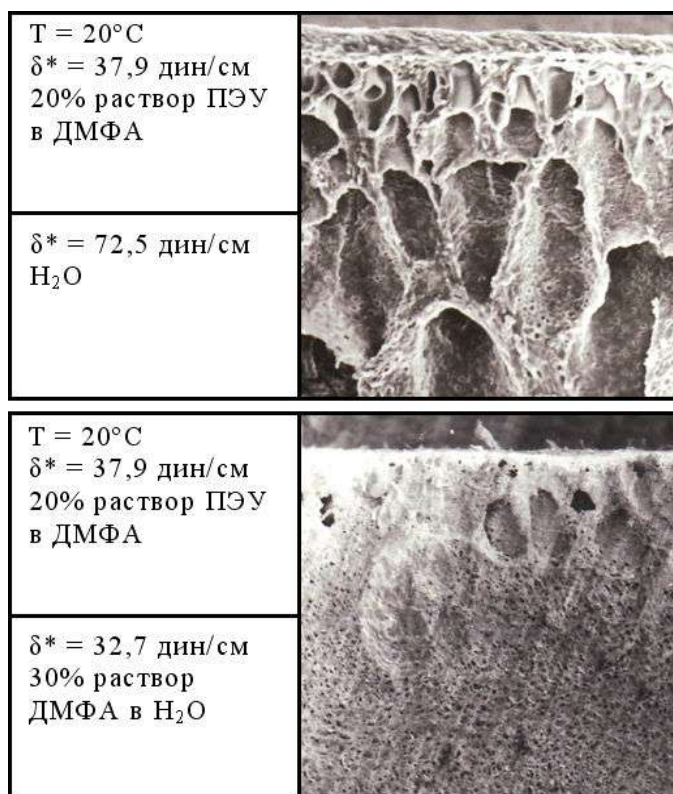 T = 20°C
δ* = 37,9 дин/см
20% раствор ПЭУ
в ДМФА
δ* = 72,5 дин/см
H₂O
T = 20°C
δ* = 37,9 дин/см
20% раствор ПЭУ
в ДМФА
δ* = 32,7 дин/см
30% раствор
ДМФА в H₂O